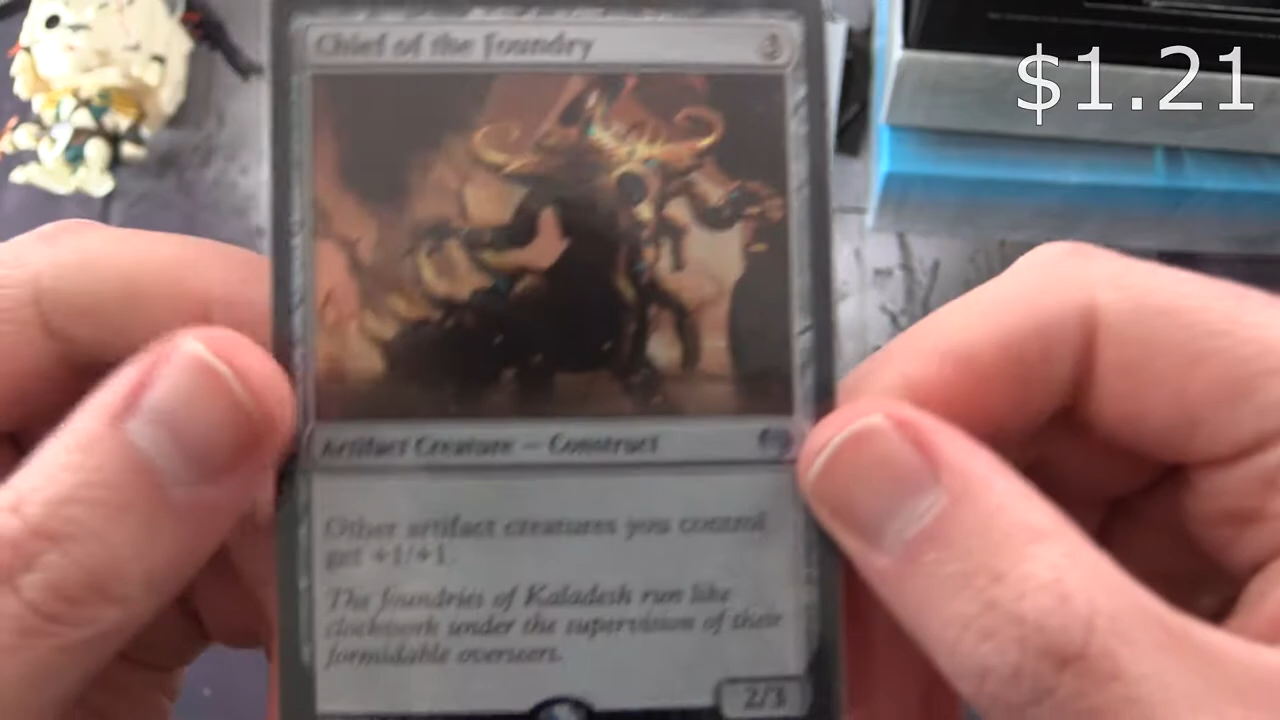 Chief of the Foundry 3
$1.21
Artifact Creature — Construct
Other artifact creatures you control
get +1/+1.
The foundries of Kaladesh run like
clockwork under the supervision of their
formidable overseers.
2/3